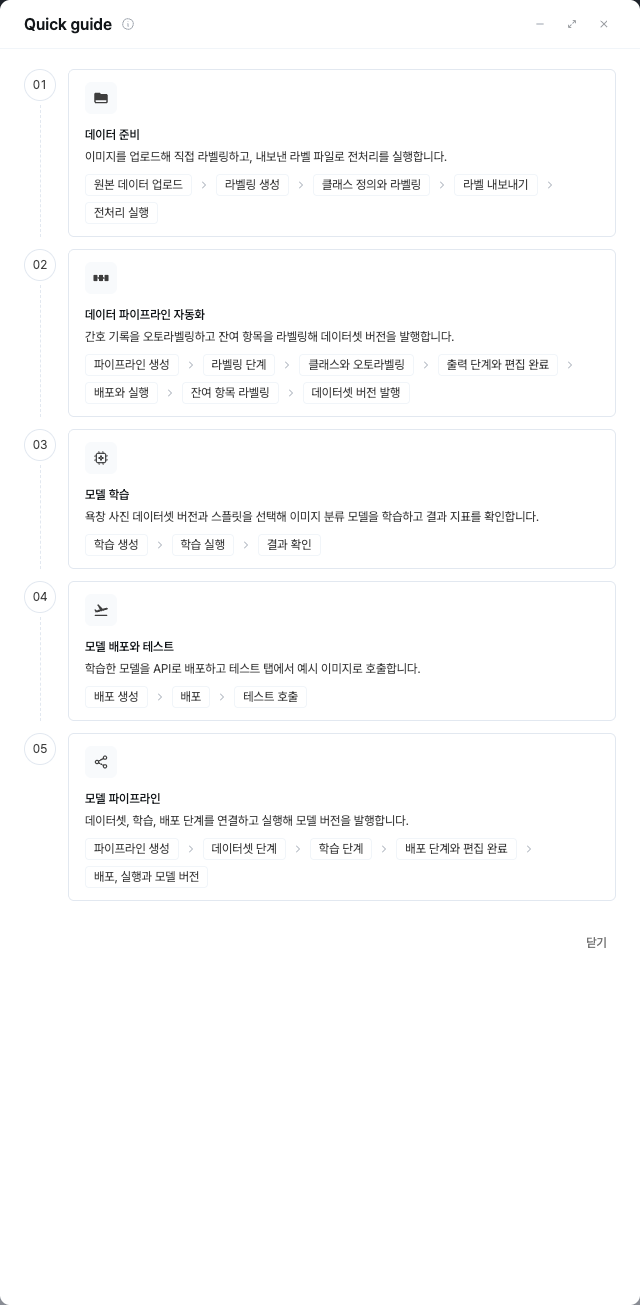 Quick guide
01
데이터 준비
이미지를 업로드해 직접 라벨링하고, 내보낸 라벨 파일로 전처리를 실행합니다.
원본 데이터 업로드 라벨링 생성 클래스 정의와 라벨링 라벨 내보내기
전처리 실행
02
데이터 파이프라인 자동화
간호 기록을 오토라벨링하고 잔여 항목을 라벨링해 데이터셋 버전을 발행합니다.
파이프라인 생성 라벨링 단계 클래스와 오토라벨링 출력 단계와 편집 완료
배포와 실행 잔여 항목 라벨링 데이터셋 버전 발행
03
모델 학습
욕창 사진 데이터셋 버전과 스플릿을 선택해 이미지 분류 모델을 학습하고 결과 지표를 확인합니다.
학습 생성 학습 실행 결과 확인
04
모델 배포와 테스트
학습한 모델을 API로 배포하고 테스트 탭에서 예시 이미지로 호출합니다.
배포 생성 배포 테스트 호출
05
모델 파이프라인
데이터셋, 학습, 배포 단계를 연결하고 실행해 모델 버전을 발행합니다.
파이프라인 생성 데이터셋 단계 학습 단계 배포 단계와 편집 완료
배포, 실행과 모델 버전
닫기